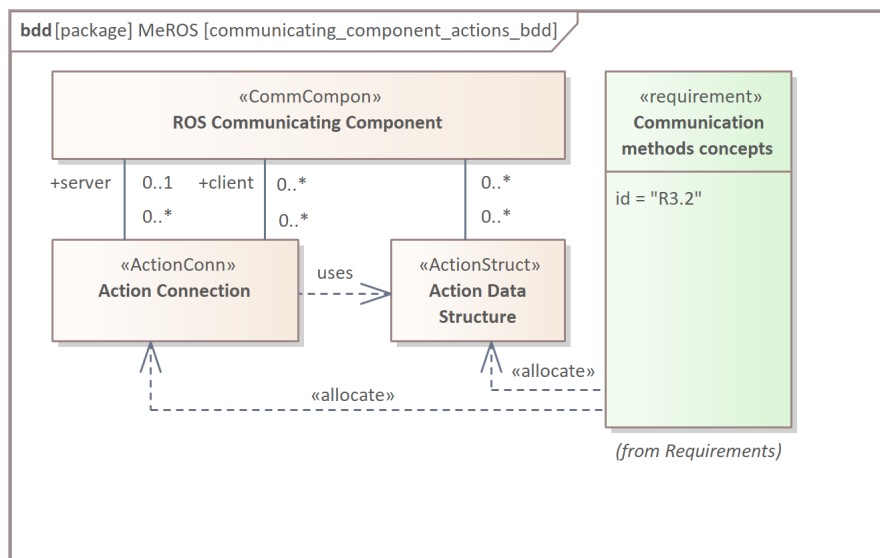 bdd [package] MeROS [communicating_component_actions_bdd]
«CommCompon»
ROS Communicating Component
«requirement»
Communication
methods concepts
id = "R3.2"
+server 0..1 +client 0..* 0..*
0..* 0..* 0..*
«ActionConn»
Action Connection
uses
«ActionStruct»
Action Data
Structure
«allocate»
«allocate»
(from Requirements)